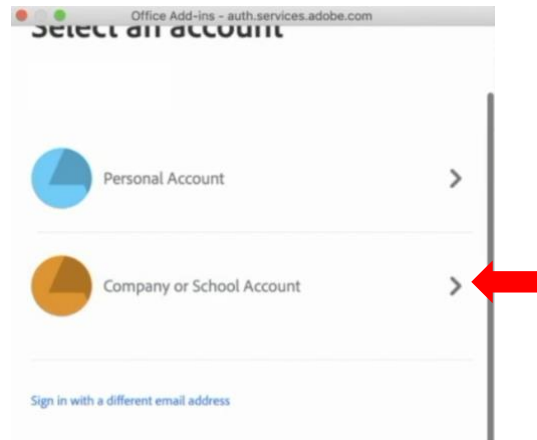 Office Add-ins - auth.services.adobe.com
Select an account
Personal Account
Company or School Account
Sign in with a different email address